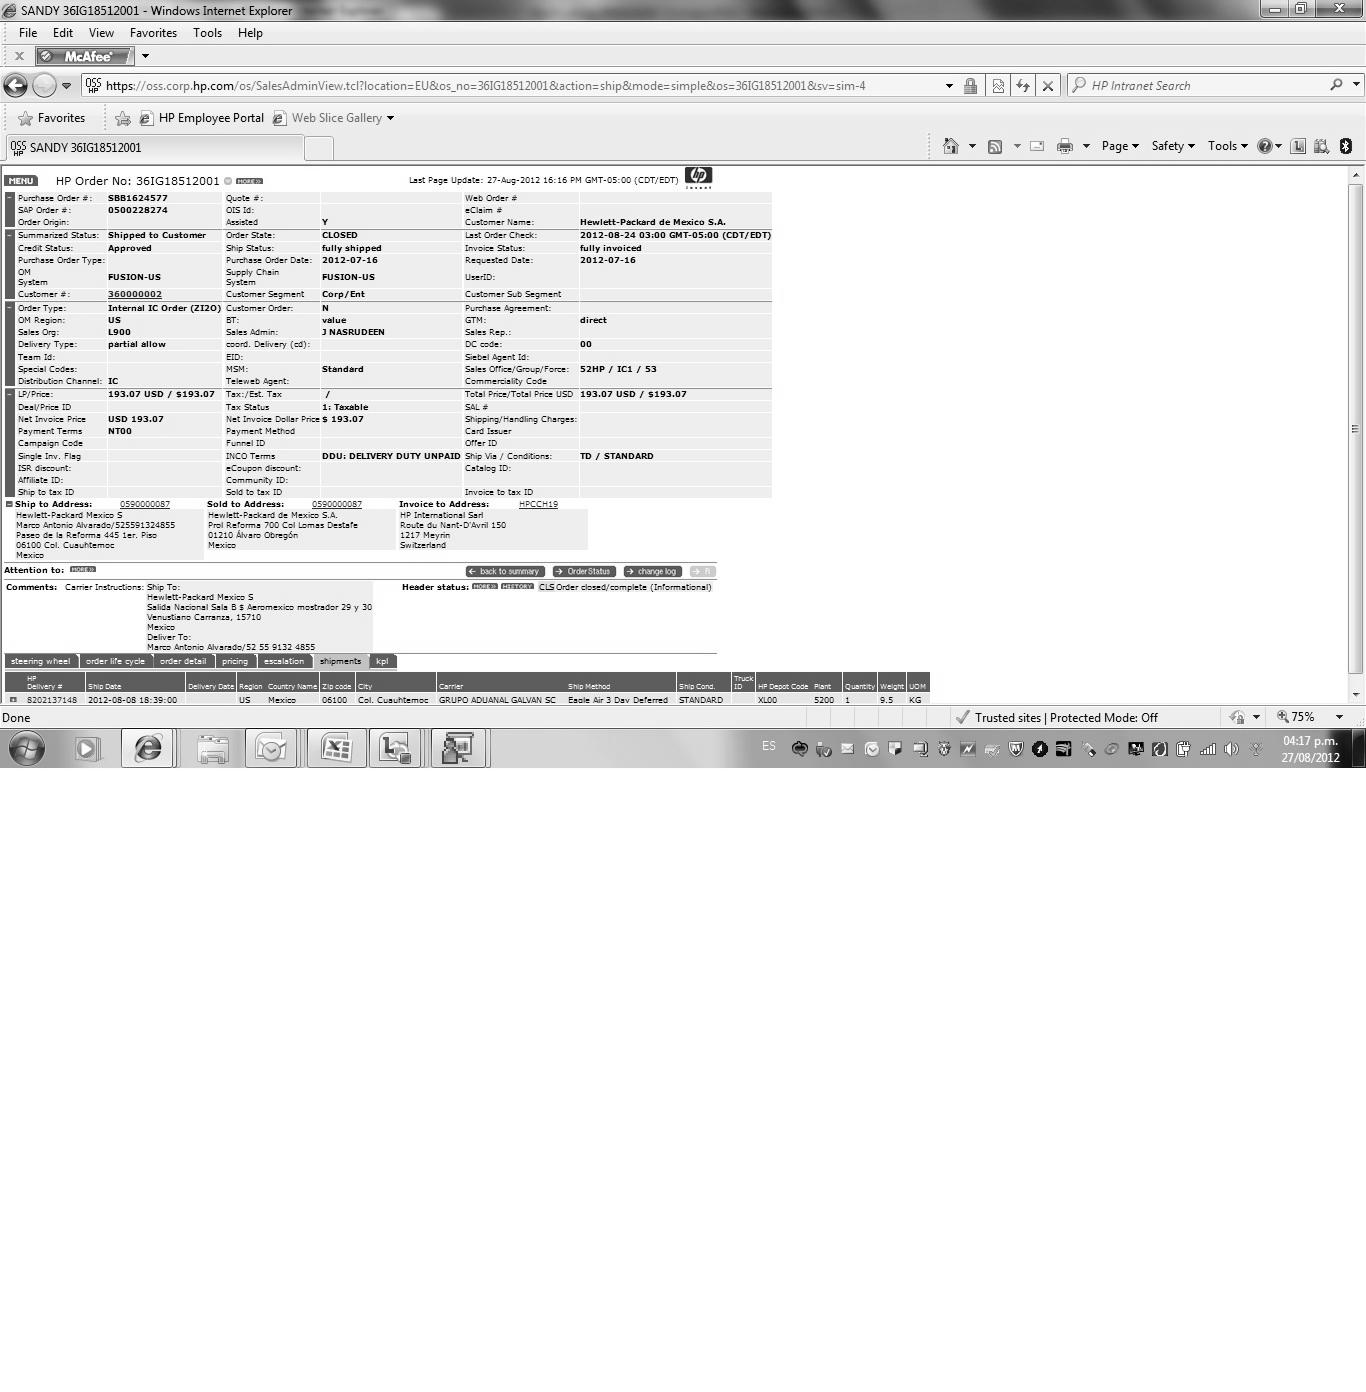 SANDY 36IG18512001 - Windows Internet Explorer
File Edit View Favorites Tools Help
x McAfee
OSS HP https://oss.corp.hp.com/os/SalesAdminView.tcl?location=EU&os_no=36IG18512001&action=ship&mode=simple&os=36IG18512001&sv=sim-4 HP Intranet Search
Favorites HP Employee Portal Web Slice Gallery
OSS HP SANDY 36IG18512001 Page Safety Tools
MENU HP Order No: 36IG18512001 MORE>> Last Page Update: 27-Aug-2012 16:16 PM GMT-05:00 (CDT/EDT) hp
Purchase Order #: SBB1624577 Quote #: Web Order #
SAP Order #: 0500228274 OIS Id: eClaim #
Order Origin: Assisted Y Customer Name: Hewlett-Packard de Mexico S.A.
Summarized Status: Shipped to Customer Order State: CLOSED Last Order Check: 2012-08-24 03:00 GMT-05:00 (CDT/EDT)
Credit Status: Approved Ship Status: fully shipped Invoice Status: fully invoiced
Purchase Order Type: Purchase Order Date: 2012-07-16 Requested Date: 2012-07-16
OM System FUSION-US Supply Chain System FUSION-US UserID:
Customer #: 360000002 Customer Segment Corp/Ent Customer Sub Segment
Order Type: Internal IC Order (ZI2O) Customer Order: N Purchase Agreement:
OM Region: US BT: value GTM: direct
Sales Org: L900 Sales Admin: J NASRUDEEN Sales Rep.:
Delivery Type: partial allow coord. Delivery (cd): DC code: 00
Team Id: EID: Siebel Agent Id:
Special Codes: MSM: Standard Sales Office/Group/Force: 52HP / IC1 / 53
Distribution Channel: IC Teleweb Agent: Commerciality Code
LP/Price: 193.07 USD / $193.07 Tax:/Est. Tax / Total Price/Total Price USD 193.07 USD / $193.07
Deal/Price ID Tax Status 1: Taxable SAL #
Net Invoice Price USD 193.07 Net Invoice Dollar Price $ 193.07 Shipping/Handling Charges:
Payment Terms NT00 Payment Method Card Issuer
Campaign Code Funnel ID Offer ID
Single Inv. Flag INCO Terms DDU: DELIVERY DUTY UNPAID Ship Via / Conditions: TD / STANDARD
ISR discount: eCoupon discount: Catalog ID:
Affiliate ID: Community ID:
Ship to tax ID Sold to tax ID Invoice to tax ID
Ship to Address: 0590000087 Sold to Address: 0590000087 Invoice to Address: HPCCH19
Hewlett-Packard Mexico S Hewlett-Packard de Mexico S.A. HP International Sarl
Marco Antonio Alvarado/525591324855 Prol Reforma 700 Col Lomas Destafe Route du Nant-D'Avril 150
Paseo de la Reforma 445 1er. Piso 01210 Álvaro Obregón 1217 Meyrin
06100 Col. Cuauhtemoc Mexico Switzerland
Mexico
Attention to: MORE>> back to summary Order Status change log R
Comments: Carrier Instructions: Ship To: Header status: MORE>> HISTORY CLS Order closed/complete (Informational)
Hewlett-Packard Mexico S
Salida Nacional Sala B $ Aeromexico mostrador 29 y 30
Venustiano Carranza, 15710
Mexico
Deliver To:
Marco Antonio Alvarado/52 55 9132 4855
steering wheel order life cycle order detail pricing escalation shipments kpl
HP Delivery # Ship Date Delivery Date Region Country Name Zip code City Carrier Ship Method Ship Cond. Truck ID HP Depot Code Plant Quantity Weight UOM
8202137148 2012-08-08 18:39:00 US Mexico 06100 Col. Cuauhtemoc GRUPO ADUANAL GALVAN SC Eagle Air 3 Day Deferred STANDARD XL00 5200 1 9.5 KG
Done Trusted sites | Protected Mode: Off 75%
ES 04:17 p.m.
27/08/2012